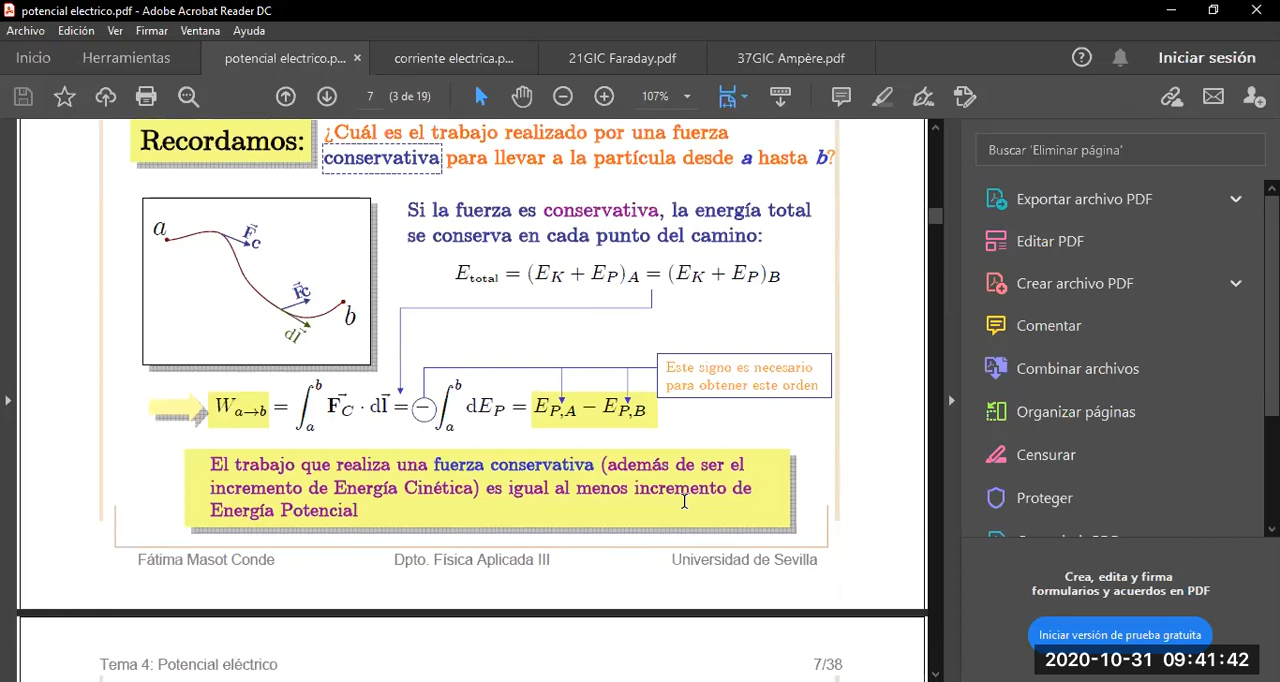 potencial electrico.pdf - Adobe Acrobat Reader DC
Archivo Edición Ver Firmar Ventana Ayuda
Inicio Herramientas potencial electrico.p... × corriente electrica.p... 21GIC Faraday.pdf 37GIC Ampère.pdf Iniciar sesión
7 (3 de 19) 107%
Recordamos: ¿Cuál es el trabajo realizado por una fuerza
conservativa para llevar a la partícula desde a hasta b?
Si la fuerza es conservativa, la energía total
se conserva en cada punto del camino:
E_total = (E_K + E_P)_A = (E_K + E_P)_B
a
F⃗c
F⃗c
dl⃗
b
Este signo es necesario
para obtener este orden
W_{a→b} = ∫_a^b F⃗_C · dl⃗ = − ∫_a^b dE_P = E_{P,A} − E_{P,B}
El trabajo que realiza una fuerza conservativa (además de ser el
incremento de Energía Cinética) es igual al menos incremento de
Energía Potencial
Fátima Masot Conde Dpto. Física Aplicada III Universidad de Sevilla
Tema 4: Potencial eléctrico 7/38
Buscar 'Eliminar página'
Exportar archivo PDF
Editar PDF
Crear archivo PDF
Comentar
Combinar archivos
Organizar páginas
Censurar
Proteger
Crea, edita y firma
formularios y acuerdos en PDF
Iniciar versión de prueba gratuita
2020-10-31 09:41:42